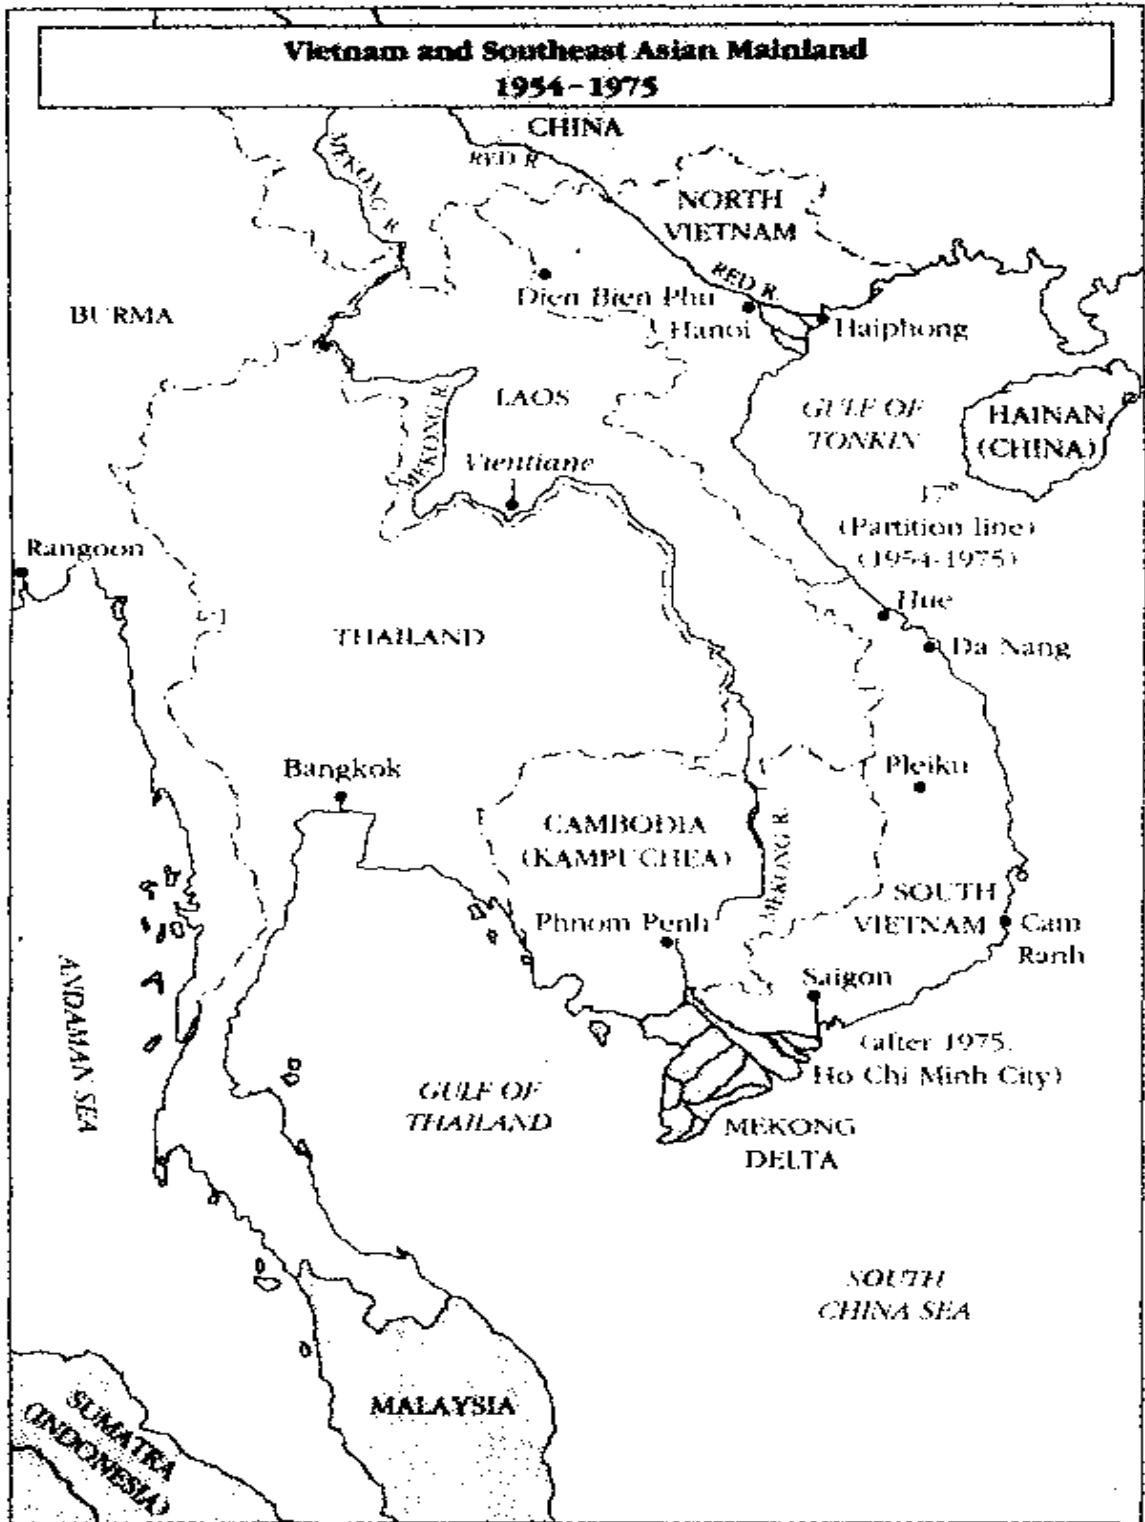 Vietnam and Southeast Asian Mainland
1954-1975
CHINA
MEKONG R.
RED R.
NORTH
VIETNAM
RED R.
BURMA
Dien Bien Phu
Hanoi
Haiphong
LAOS
MEKONG R.
GULF OF
TONKIN
HAINAN
(CHINA)
Vientiane
17°
(Partition line)
(1954-1975)
Rangoon
Hue
THAILAND
Da Nang
Bangkok
Pleiku
CAMBODIA
(KAMPUCHEA)
MEKONG R.
SOUTH
VIETNAM
Phnom Penh
Cam
Ranh
ANDAMAN SEA
Saigon
(after 1975,
Ho Chi Minh City)
GULF OF
THAILAND
MEKONG
DELTA
SOUTH
CHINA SEA
MALAYSIA
SUMATRA
(INDONESIA)